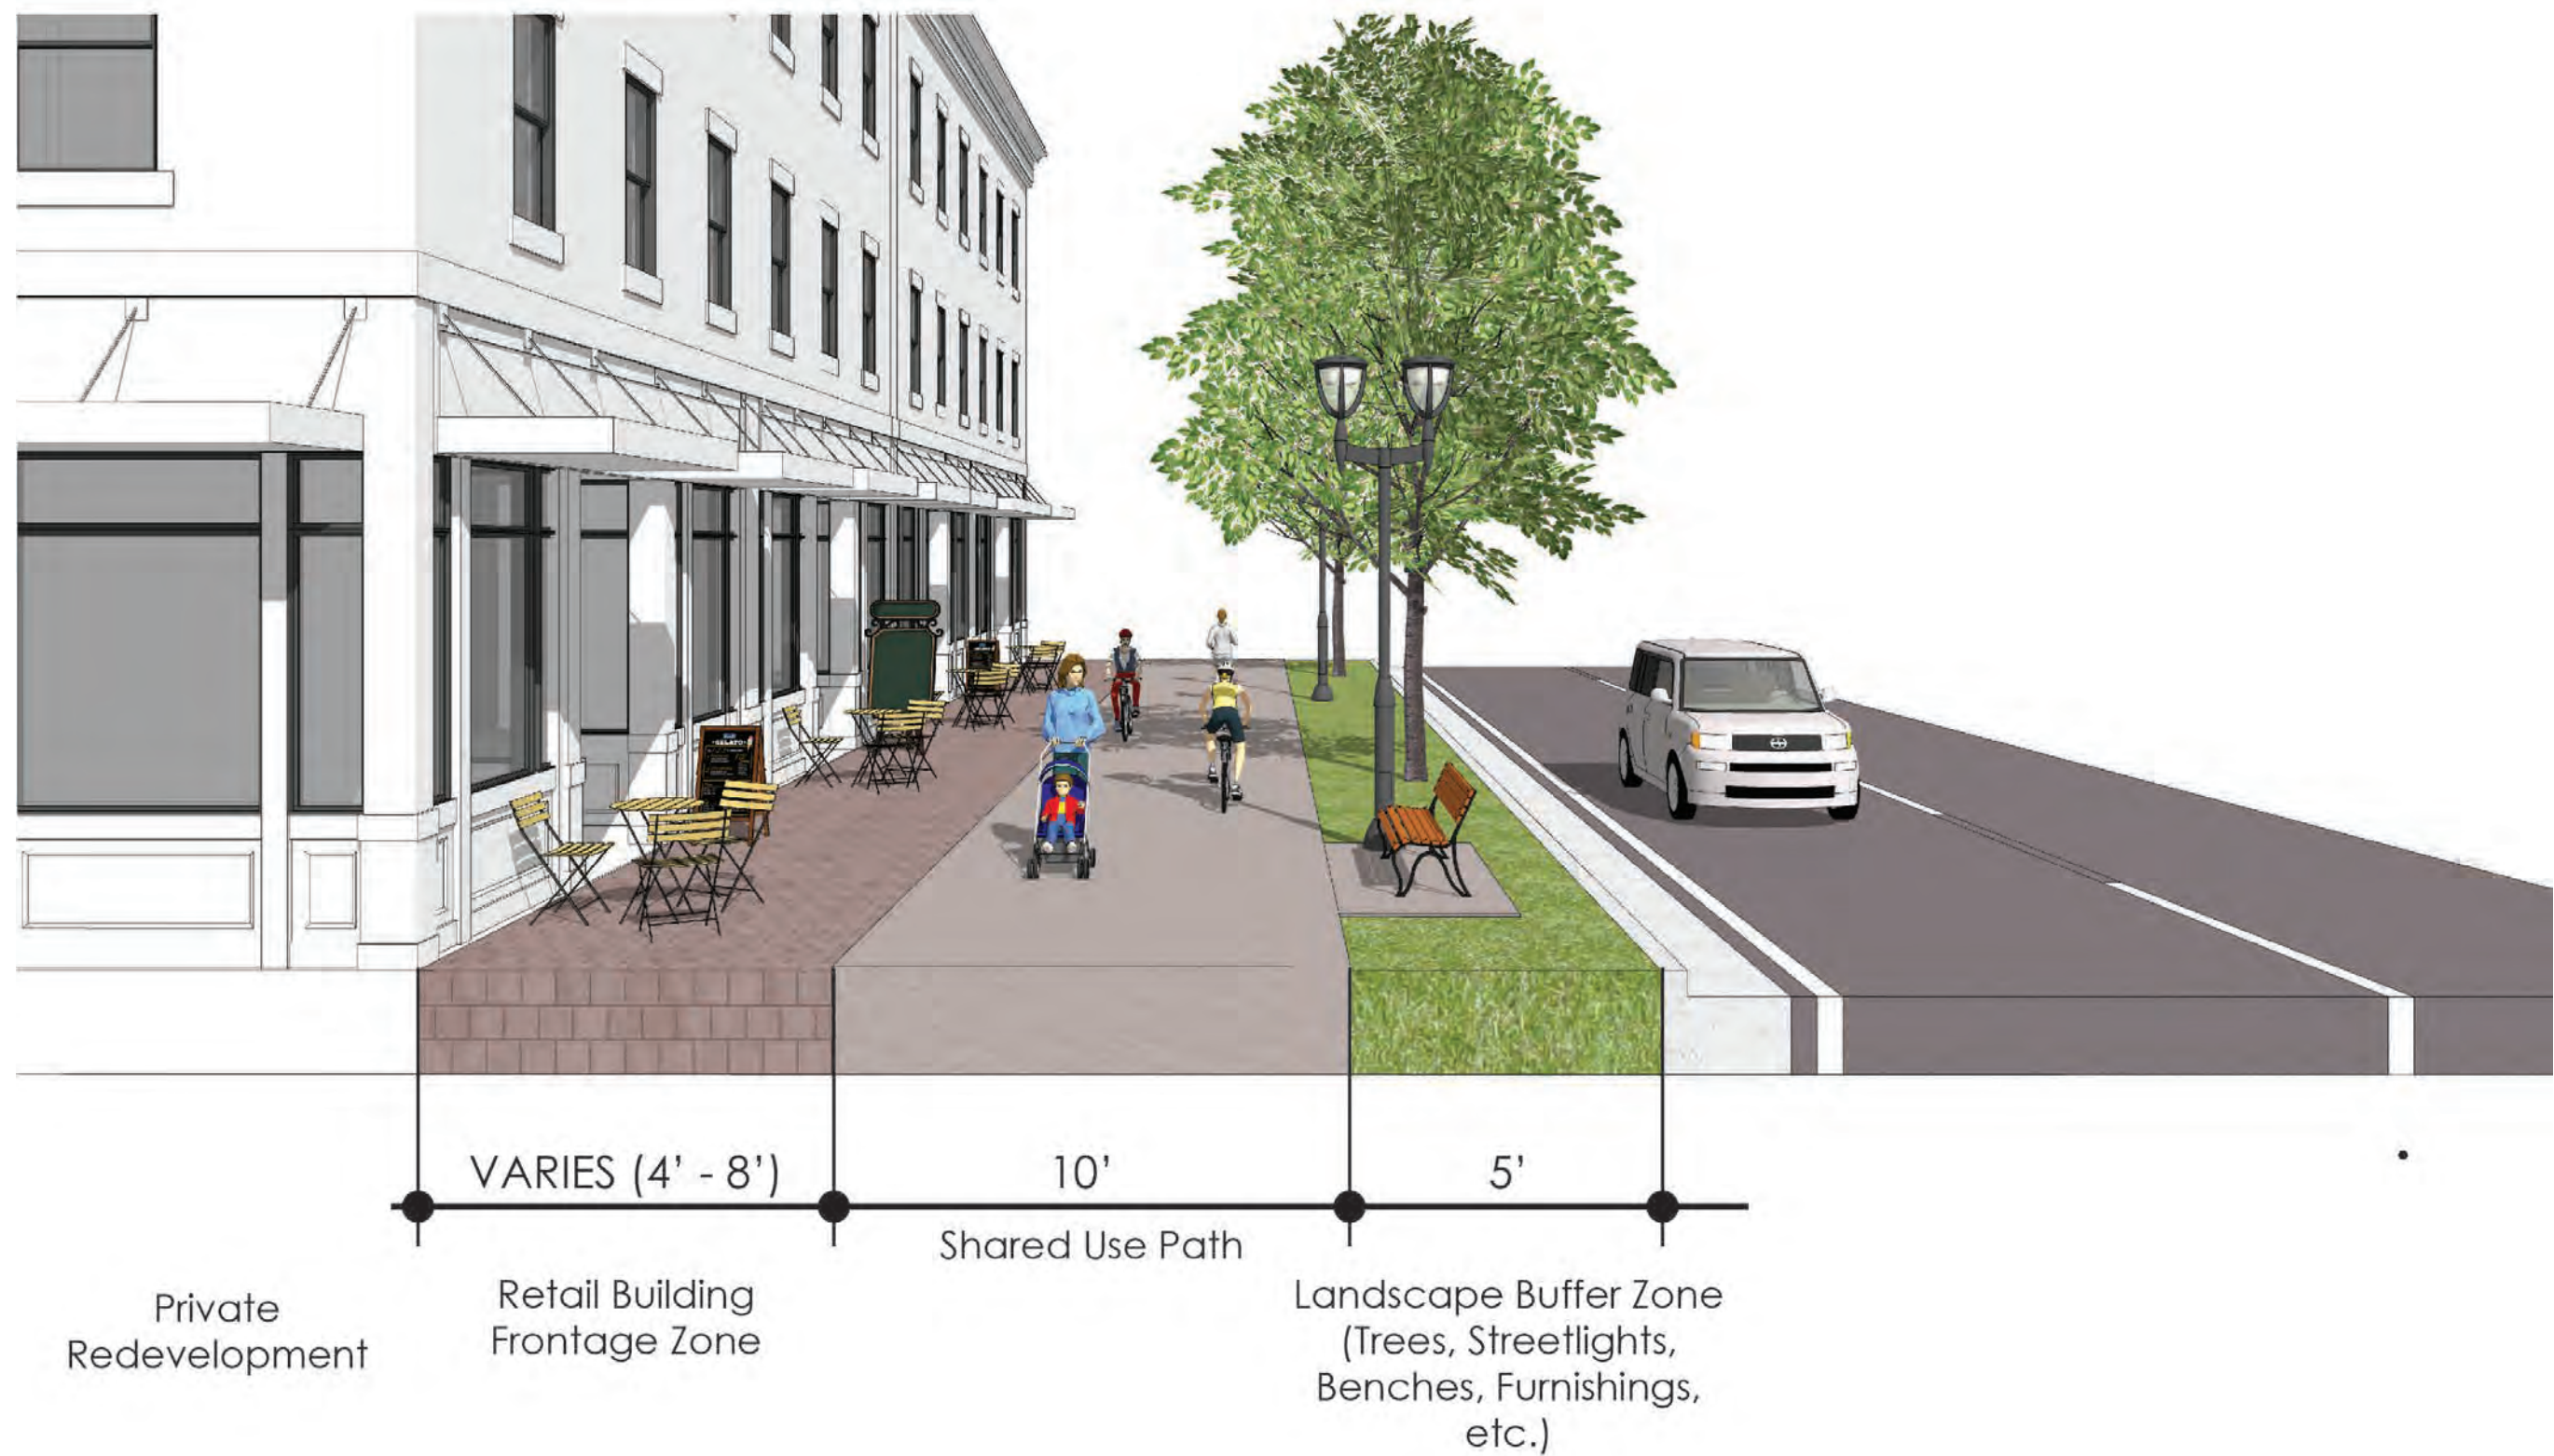 GELATO
VARIES (4' - 8')
10'
5'
Shared Use Path
Private
Redevelopment
Retail Building
Frontage Zone
Landscape Buffer Zone
(Trees, Streetlights,
Benches, Furnishings,
etc.)